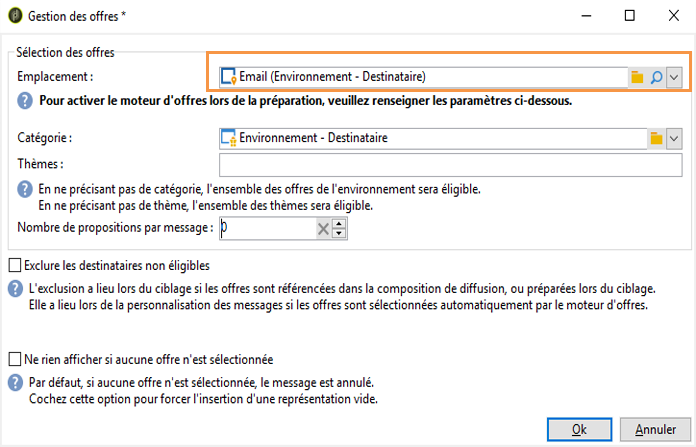 Gestion des offres *
Sélection des offres
Emplacement : Email (Environnement - Destinataire)
Pour activer le moteur d'offres lors de la préparation, veuillez renseigner les paramètres ci-dessous.
Catégorie : Environnement - Destinataire
Thèmes :
En ne précisant pas de catégorie, l'ensemble des offres de l'environnement sera éligible.
En ne précisant pas de thème, l'ensemble des thèmes sera éligible.
Nombre de propositions par message : 0
Exclure les destinataires non éligibles
L'exclusion a lieu lors du ciblage si les offres sont référencées dans la composition de diffusion, ou préparées lors du ciblage.
Elle a lieu lors de la personnalisation des messages si les offres sont sélectionnées automatiquement par le moteur d'offres.
Ne rien afficher si aucune offre n'est sélectionnée
Par défaut, si aucune offre n'est sélectionnée, le message est annulé.
Cochez cette option pour forcer l'insertion d'une représentation vide.
Ok Annuler